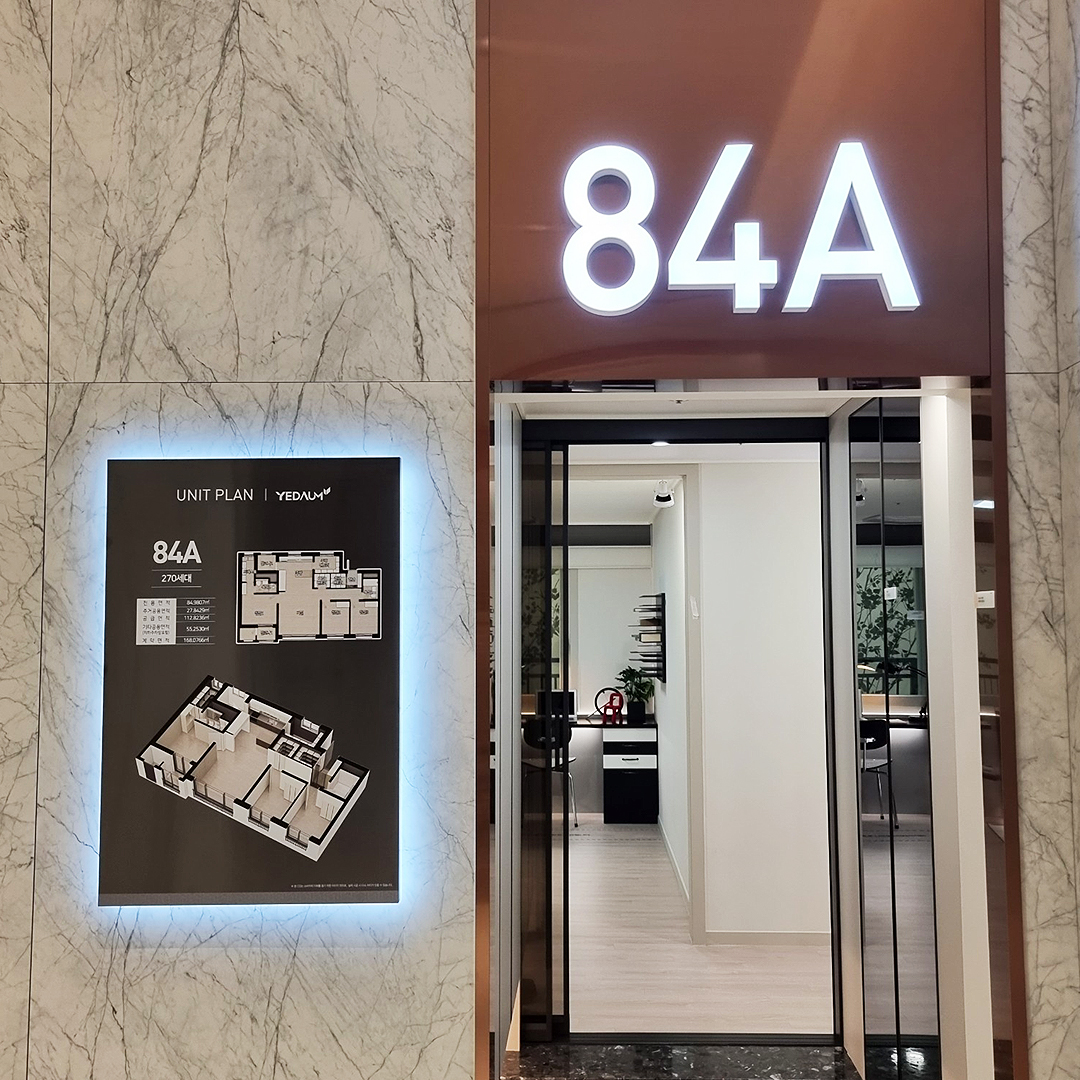 84A
UNIT PLAN | YEDAUM
84A
270세대
전 용 면 적 84.9807㎡
주거공용면적 27.8429㎡
공 급 면 적 112.8236㎡
기타공용면적 55.2530㎡
계 약 면 적 168.0766㎡